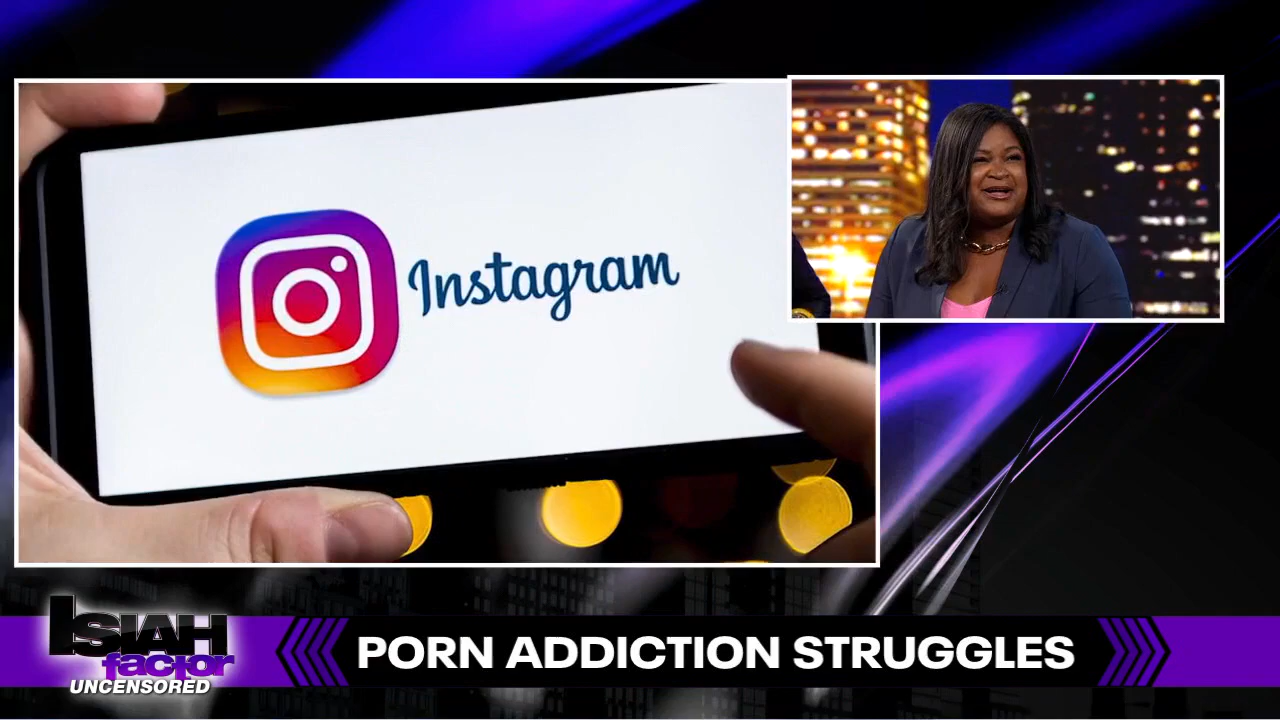 Instagram
ISIAH
factor
UNCENSORED
PORN ADDICTION STRUGGLES